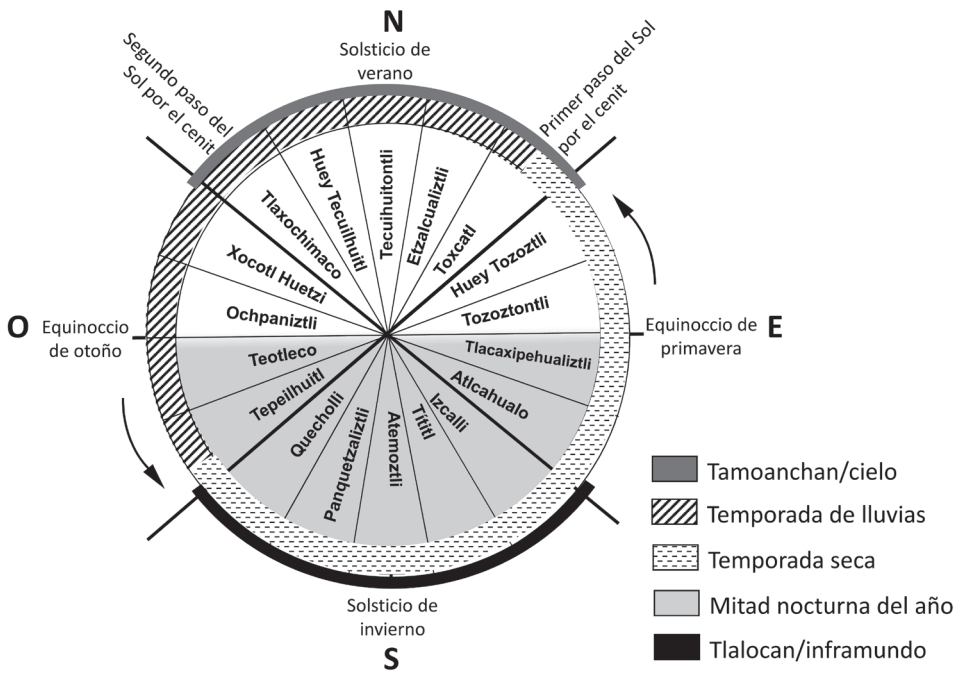 N
Solsticio de
verano
Segundo paso del
Sol por el cenit
Primer paso del Sol
por el cenit
Tlaxochimaco
Huey Tecuilhuitl
Tecuihuitontli
Etzalcualiztli
Toxcatl
Xocotl Huetzi
Huey Tozoztli
Ochpaniztli
Tozoztontli
O
Equinoccio
de otoño
Equinoccio de
primavera
E
Teotleco
Tlacaxipehualiztli
Tepeilhuitl
Atlcahualo
Quecholli
Panquetzaliztli
Atemoztli
Títitl
Izcalli
Solsticio de
invierno
S
Tamoanchan/cielo
Temporada de lluvias
Temporada seca
Mitad nocturna del año
Tlalocan/inframundo